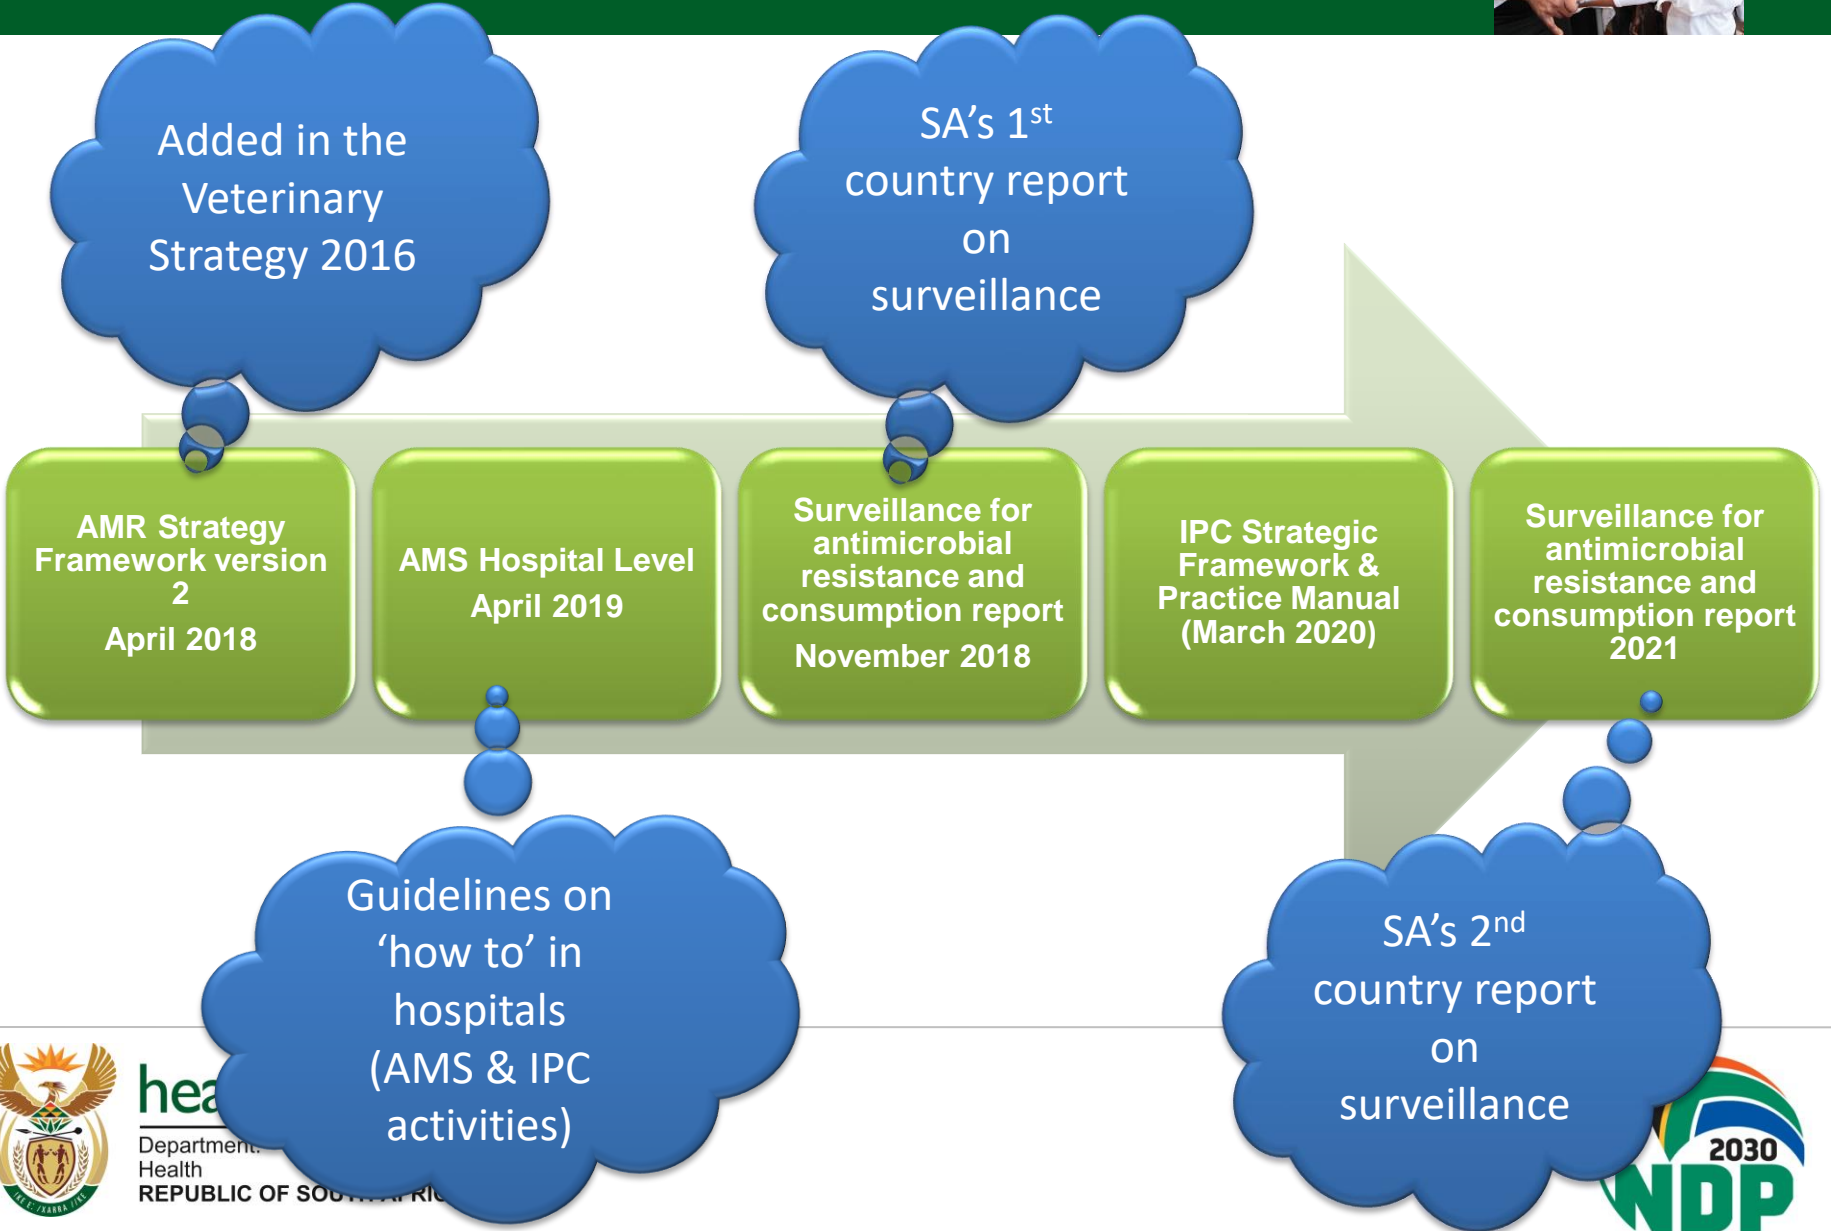 Added in the
Veterinary
Strategy 2016
SA’s 1st
country report
on
surveillance
AMR Strategy
Framework version
2
April 2018
AMS Hospital Level
April 2019
Surveillance for
antimicrobial
resistance and
consumption report
November 2018
IPC Strategic
Framework &
Practice Manual
(March 2020)
Surveillance for
antimicrobial
resistance and
consumption report
2021
Guidelines on
‘how to’ in
hospitals
(AMS & IPC
activities)
SA’s 2nd
country report
on
surveillance
Department:
Health
REPUBLIC OF
2030
NDP